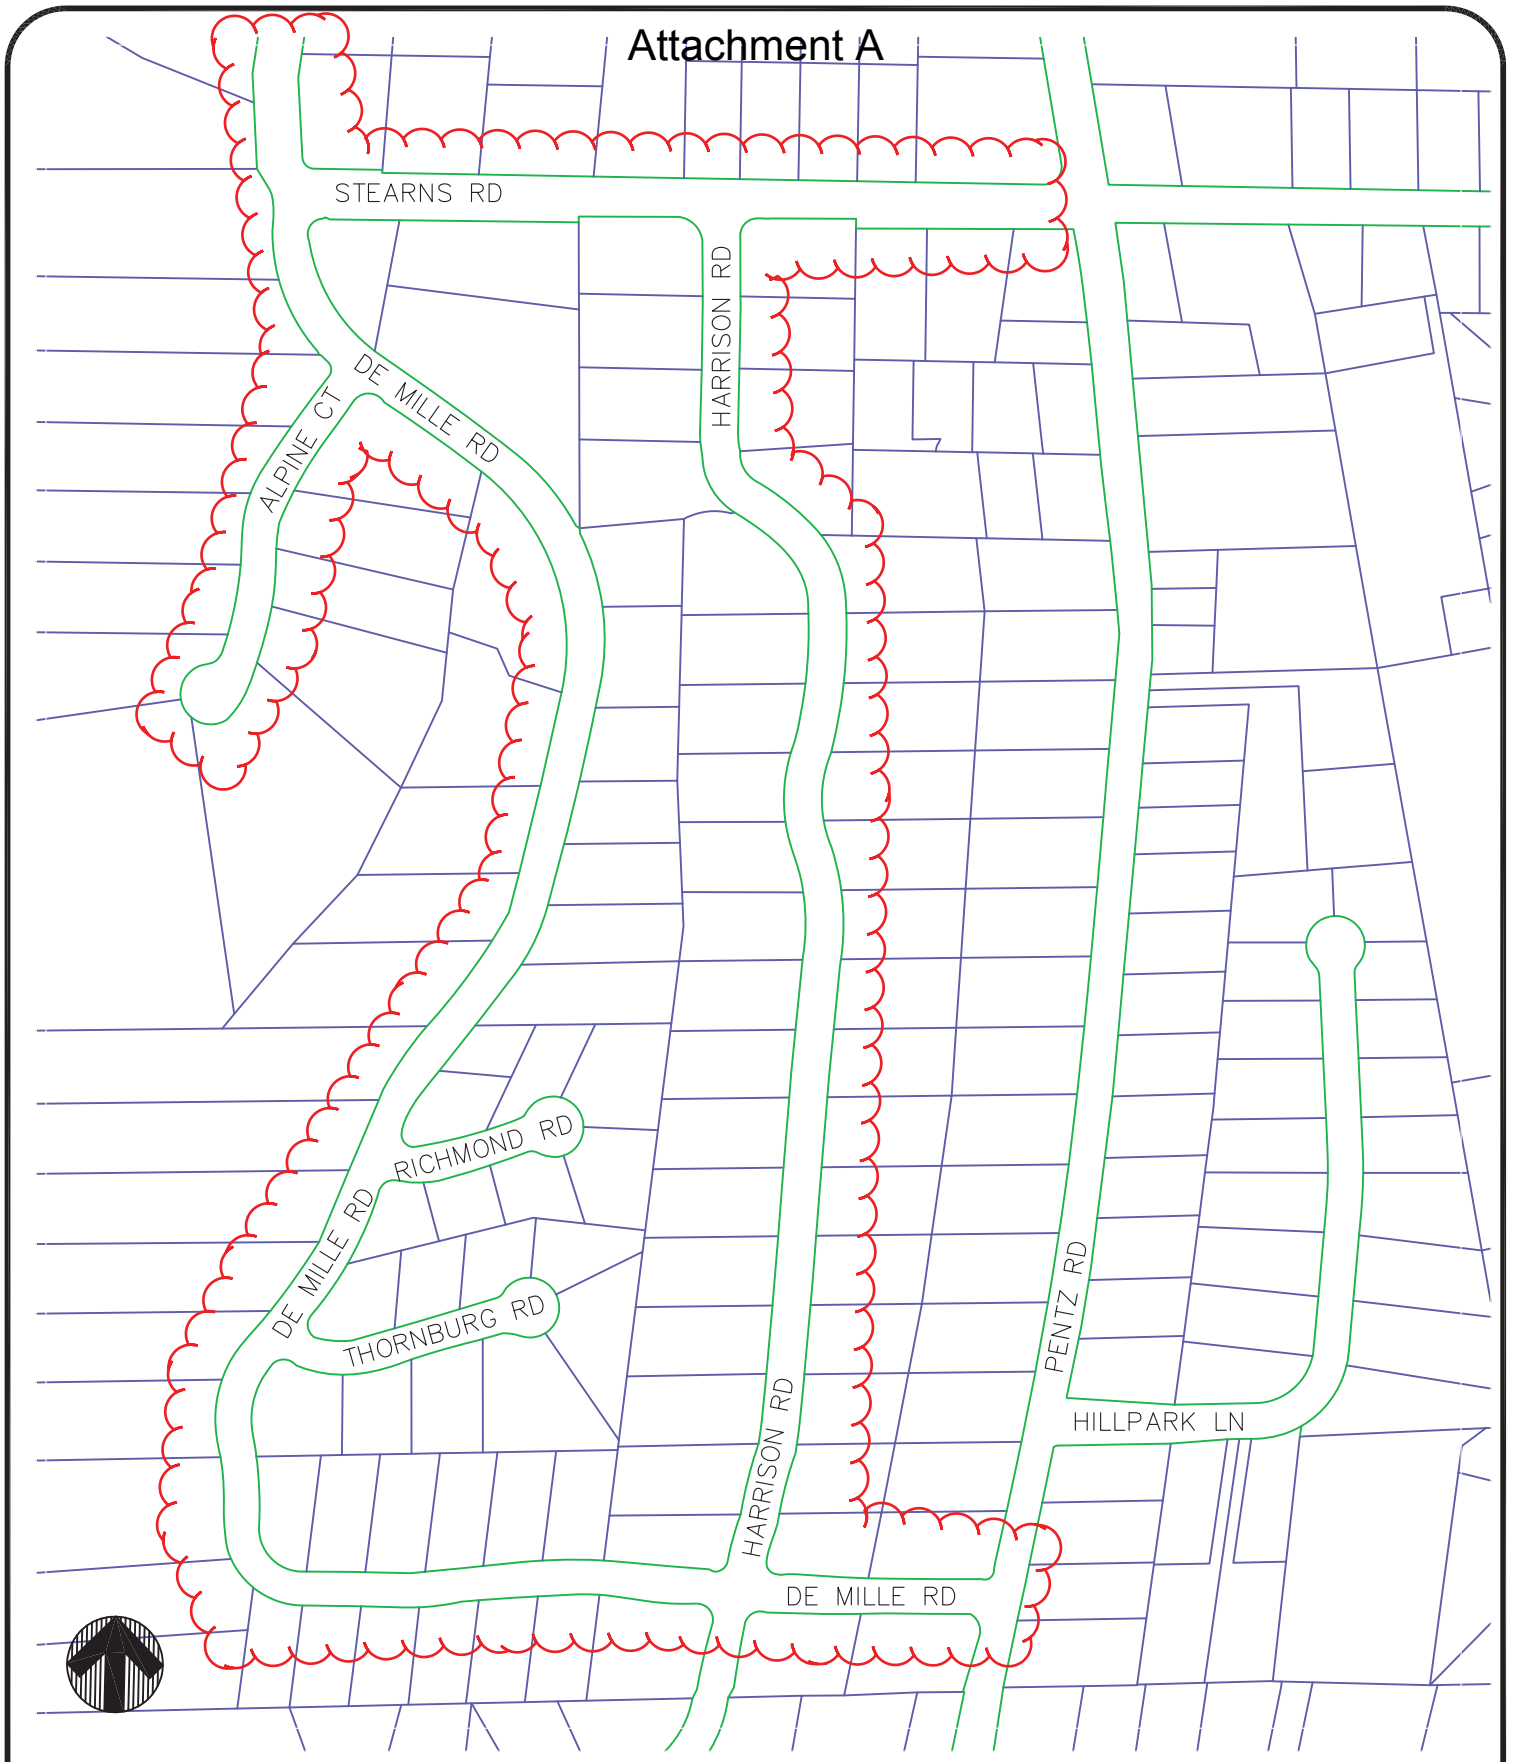 Attachment A
STEARNS RD
HARRISON RD
DE MILLE RD
ALPINE CT
RICHMOND RD
DE MILLE RD
THORNBURG RD
PENTZ RD
HARRISON RD
HILLPARK LN
DE MILLE RD